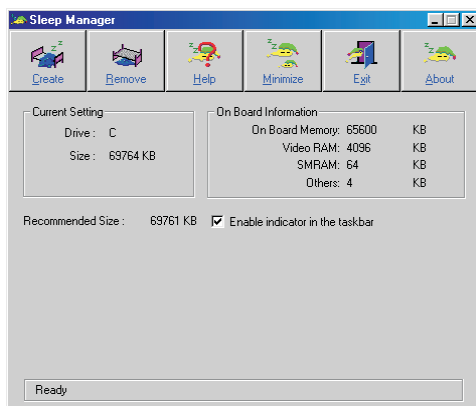 Sleep Manager
Create Remove Help Minimize Exit About
Current Setting
Drive : C
Size : 69764 KB
On Board Information
On Board Memory: 65600 KB
Video RAM: 4096 KB
SMRAM: 64 KB
Others: 4 KB
Recommended Size : 69761 KB Enable indicator in the taskbar
Ready